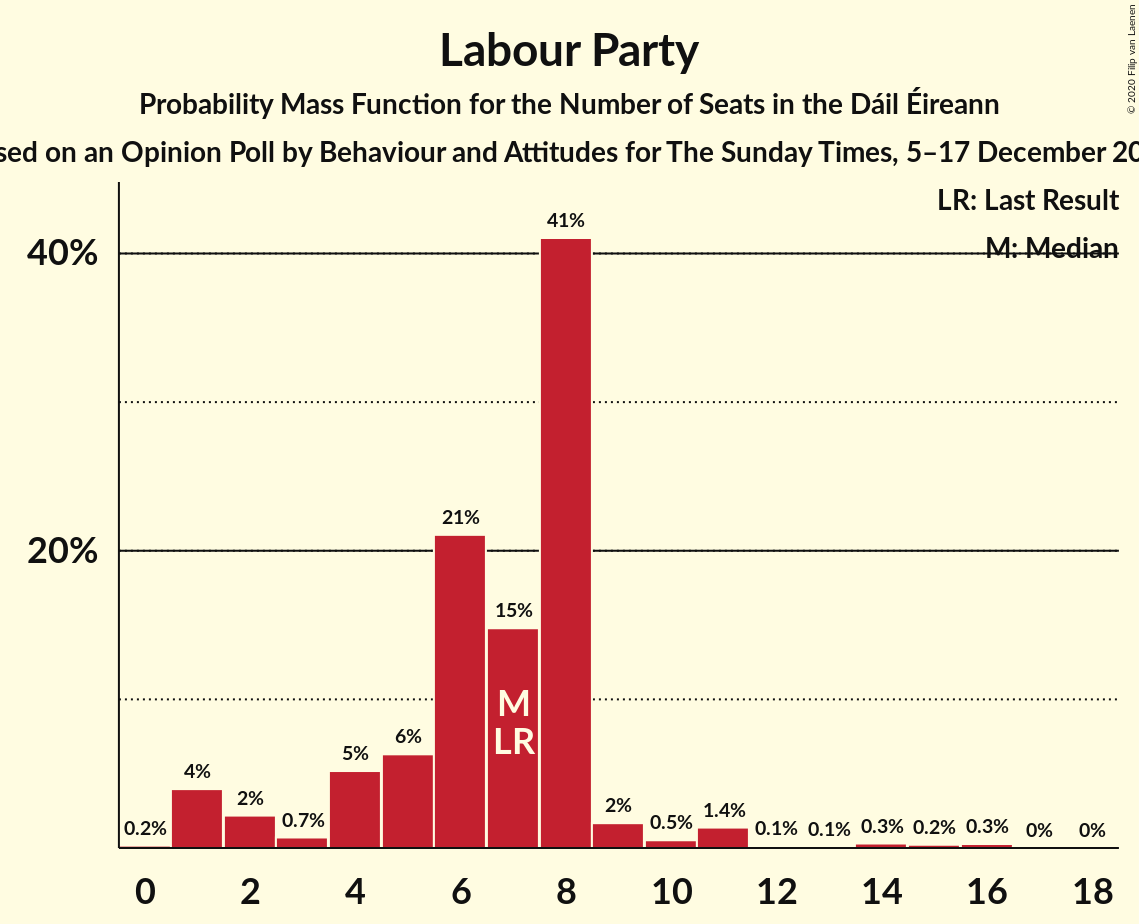 Labour Party
Probability Mass Function for the Number of Seats in the Dáil Éireann
on an Opinion Poll by Behaviour and Attitudes for The Sunday Times, 5–17 December
© 2020 Filip van Laenen
LR: Last Result
M: Median
40%
20%
0.2%
4%
2%
0.7%
5%
6%
21%
15%
41%
2%
0.5%
1.4%
0.1%
0.1%
0.3%
0.2%
0.3%
0%
0%
M
LR
0 2 4 6 8 10 12 14 16 18